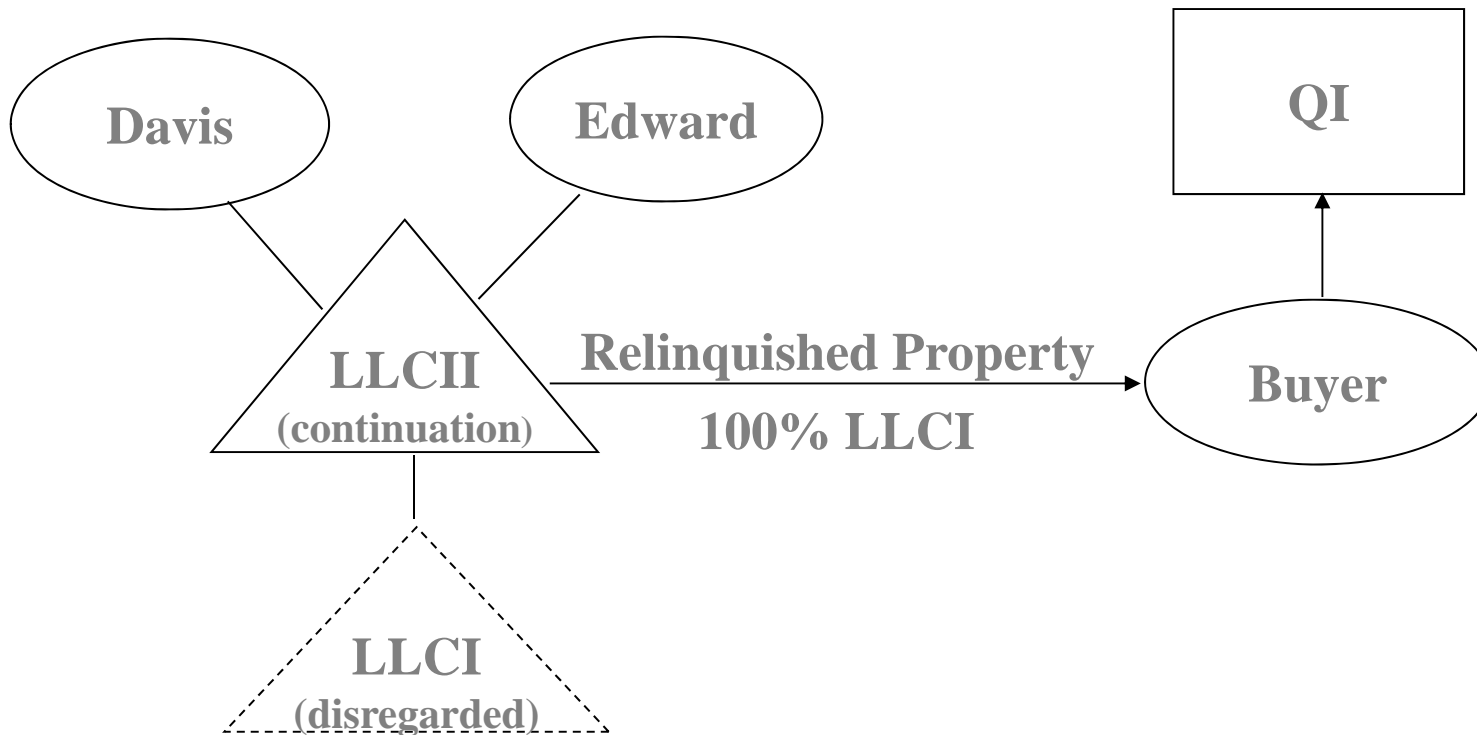 Davis
Edward
QI
LLCII
(continuation)
Relinquished Property
100% LLCI
Buyer
LLCI
(disregarded)